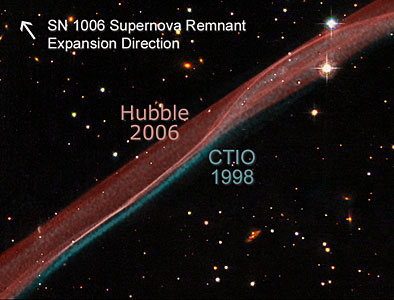 SN 1006 Supernova Remnant
Expansion Direction
Hubble
2006
CTIO
1998